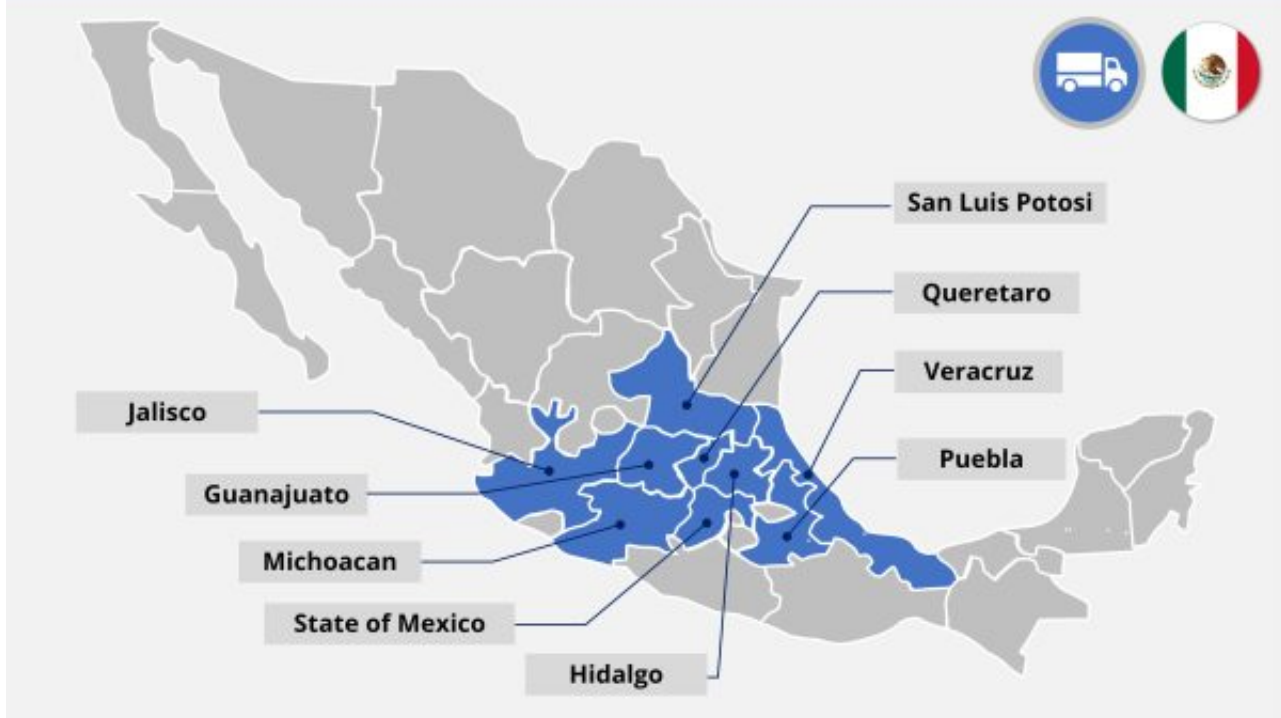 San Luis Potosi
Queretaro
Veracruz
Jalisco
Puebla
Guanajuato
Michoacan
State of Mexico
Hidalgo